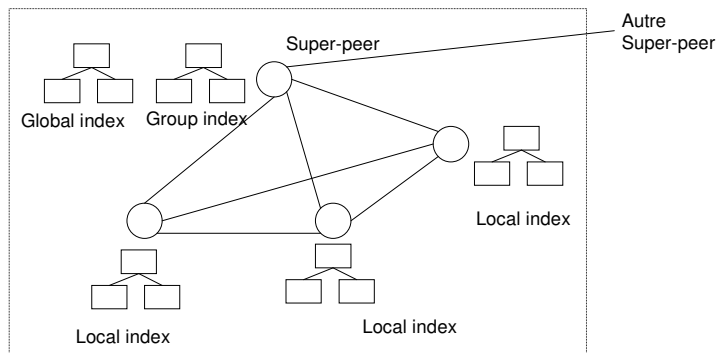 Autre
Super-peer
Super-peer
Global index
Group index
Local index
Local index
Local index